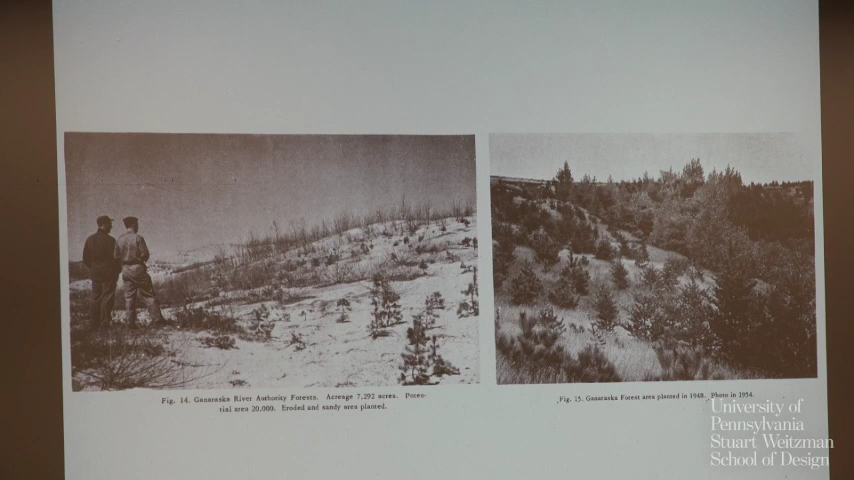 Fig. 14. Ganaraska River Authority Forests. Acreage 7,292 acres. Poten-
tial area 20,000. Eroded and sandy area planted.
Fig. 15. Ganaraska Forest area planted in 1948. Photo in 1954.
University of
Pennsylvania
Stuart Weitzman
School of Design